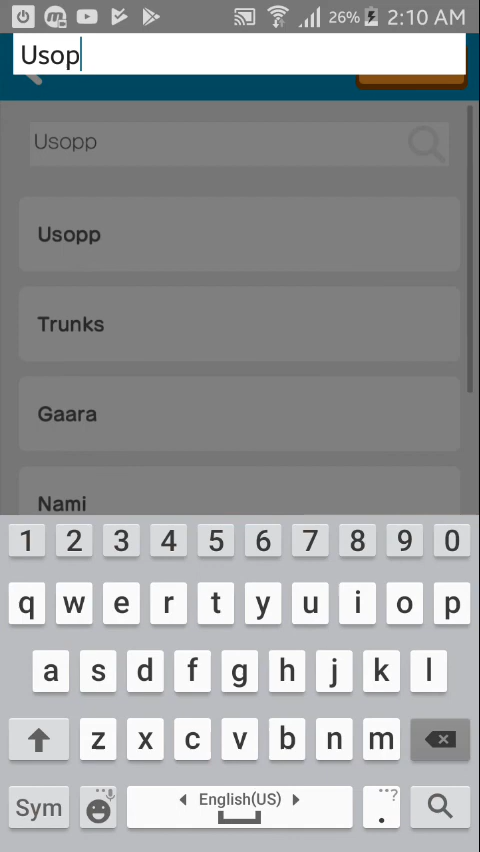 26% 2:10 AM
Usop
Usopp
Usopp
Trunks
Gaara
Nami
1 2 3 4 5 6 7 8 9 0
q w e r t y u i o p
a s d f g h j k l
z x c v b n m
Sym English(US) . ?